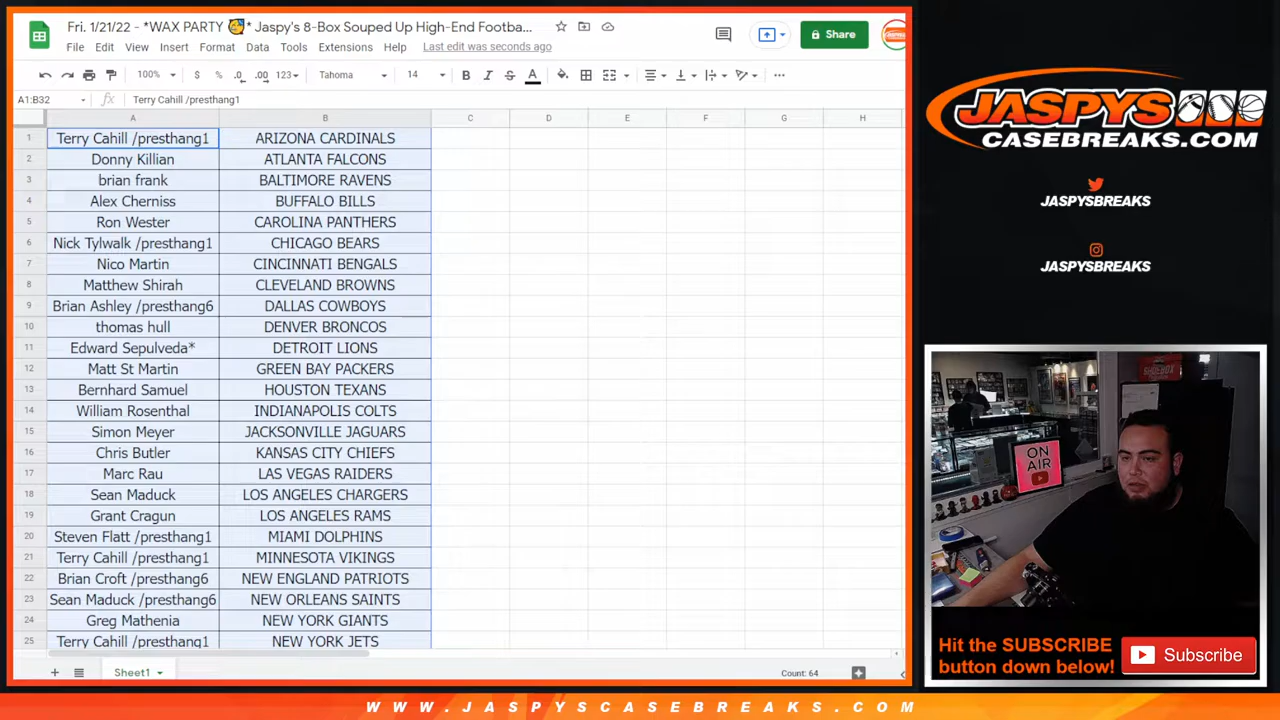 Fri. 1/21/22 - *WAX PARTY 🥳* Jaspy's 8-Box Souped Up High-End Footba...
File Edit View Insert Format Data Tools Extensions Help Last edit was seconds ago
Share
100% $ % .0 .00 123 Tahoma 14 B I S A
A1:B32 fx Terry Cahill /presthang1
A B C D E F G H
1 Terry Cahill /presthang1 ARIZONA CARDINALS
2 Donny Killian ATLANTA FALCONS
3 brian frank BALTIMORE RAVENS
4 Alex Cherniss BUFFALO BILLS
5 Ron Wester CAROLINA PANTHERS
6 Nick Tylwalk /presthang1 CHICAGO BEARS
7 Nico Martin CINCINNATI BENGALS
8 Matthew Shirah CLEVELAND BROWNS
9 Brian Ashley /presthang6 DALLAS COWBOYS
10 thomas hull DENVER BRONCOS
11 Edward Sepulveda* DETROIT LIONS
12 Matt St Martin GREEN BAY PACKERS
13 Bernhard Samuel HOUSTON TEXANS
14 William Rosenthal INDIANAPOLIS COLTS
15 Simon Meyer JACKSONVILLE JAGUARS
16 Chris Butler KANSAS CITY CHIEFS
17 Marc Rau LAS VEGAS RAIDERS
18 Sean Maduck LOS ANGELES CHARGERS
19 Grant Cragun LOS ANGELES RAMS
20 Steven Flatt /presthang1 MIAMI DOLPHINS
21 Terry Cahill /presthang1 MINNESOTA VIKINGS
22 Brian Croft /presthang6 NEW ENGLAND PATRIOTS
23 Sean Maduck /presthang6 NEW ORLEANS SAINTS
24 Greg Mathenia NEW YORK GIANTS
25 Terry Cahill /presthang1 NEW YORK JETS
Sheet1
Count: 64
JASPYS
CASEBREAKS.COM
JASPYSBREAKS
JASPYSBREAKS
SHOEBOX
ON
AIR
Hit the SUBSCRIBE
button down below!
Subscribe
WWW.JASPYSCASEBREAKS.COM